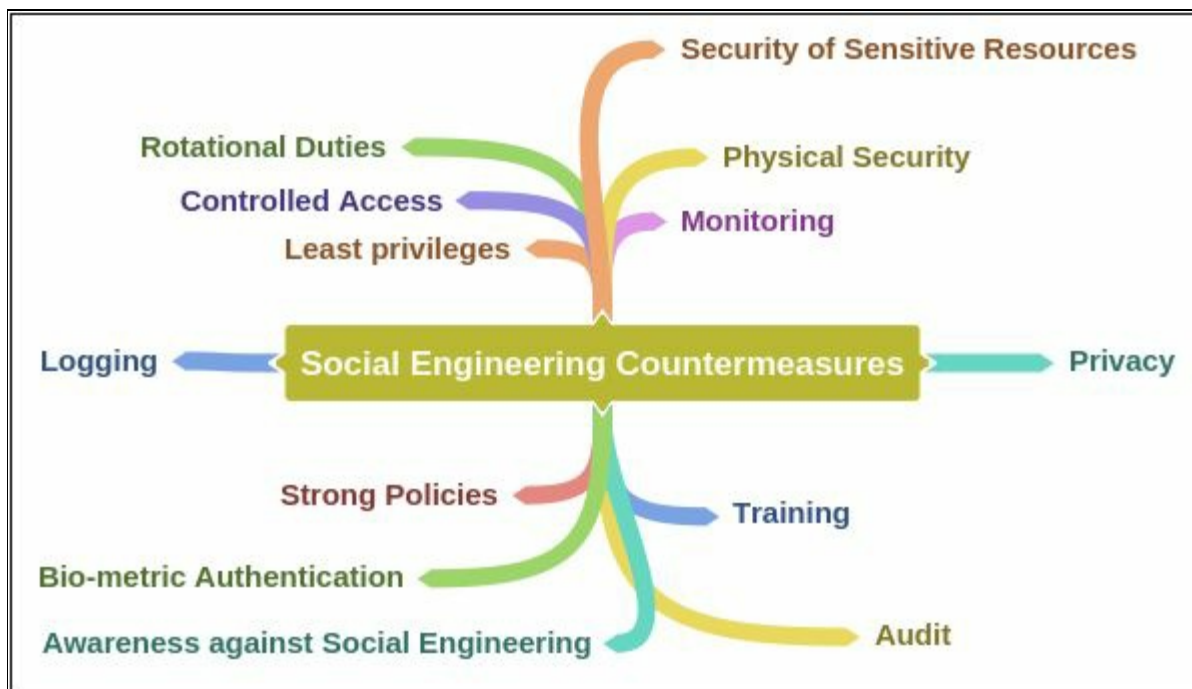 Security of Sensitive Resources
Rotational Duties
Physical Security
Controlled Access
Monitoring
Least privileges
Logging
Social Engineering Countermeasures
Privacy
Strong Policies
Training
Bio-metric Authentication
Awareness against Social Engineering
Audit